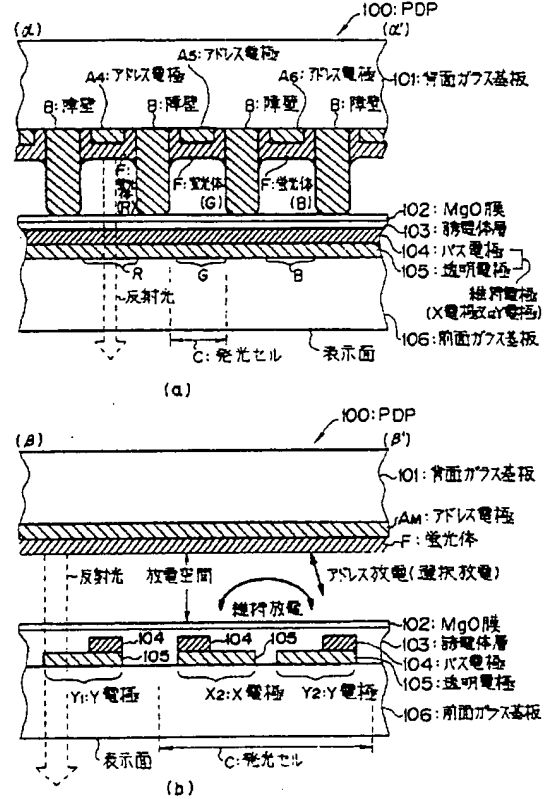 (α)
100:PDP
(α')
A5:アドレス電極
A4:アドレス電極
A6:アドレス電極
101:背面ガラス基板
B:障壁
B:障壁
B:障壁
B:障壁
F:蛍光体(R)
F:蛍光体(G)
F:蛍光体(B)
102:MgO膜
103:誘電体層
104:バス電極
105:透明電極
維持電極
(X電極又はY電極)
R
G
B
反射光
C:発光セル
表示面
106:前面ガラス基板
(a)
(β)
100:PDP
(β')
101:背面ガラス基板
AM:アドレス電極
F:蛍光体
反射光
放電空間
アドレス放電(選択放電)
維持放電
102:MgO膜
104
104
105
103:誘電体層
105
104:バス電極
105:透明電極
Y1:Y電極
X2:X電極
Y2:Y電極
106:前面ガラス基板
表示面
C:発光セル
(b)